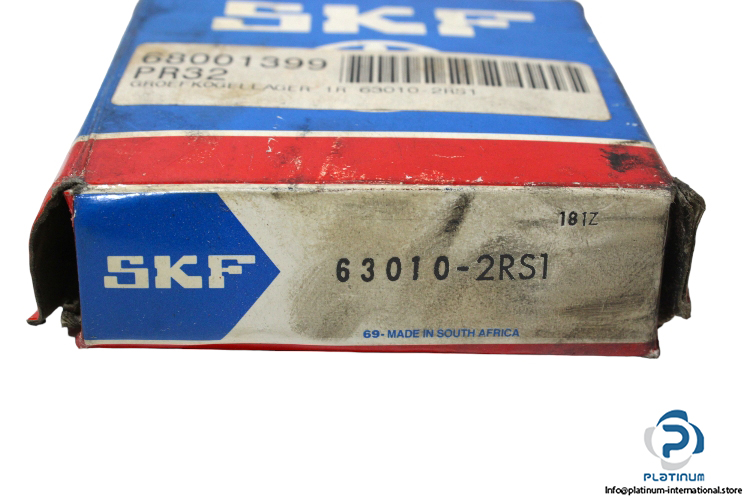 SKF
68001399
PR32
GROEFKOGELLAGER 1R 63010-2RS1
181Z
SKF
63010-2RS1
69- MADE IN SOUTH AFRICA
PLATINUM
Info@platinum-international.store